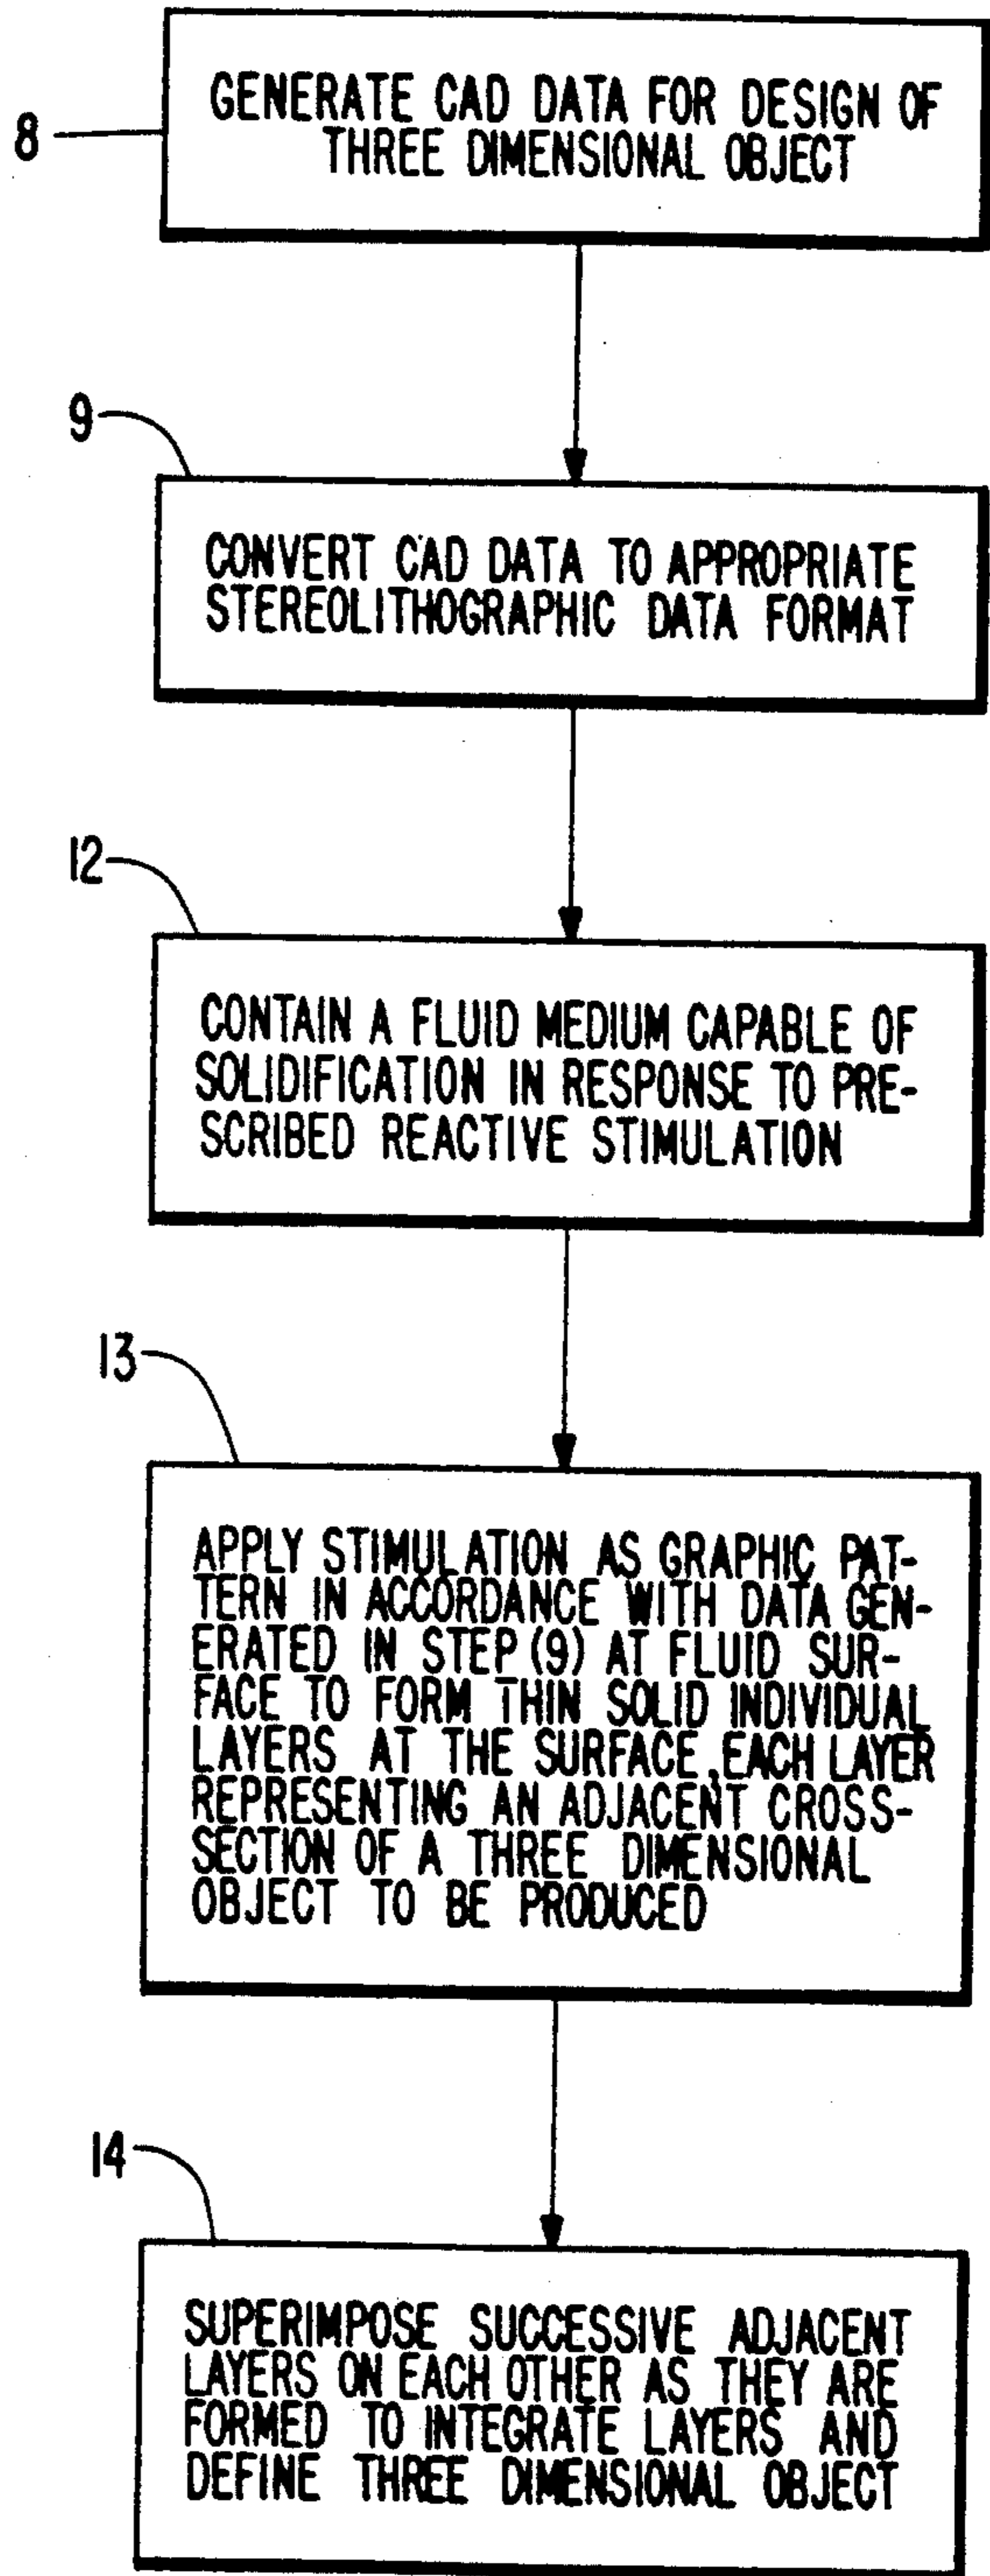 8
GENERATE CAD DATA FOR DESIGN OF
THREE DIMENSIONAL OBJECT
9
CONVERT CAD DATA TO APPROPRIATE
STEREOLITHOGRAPHIC DATA FORMAT
12
CONTAIN A FLUID MEDIUM CAPABLE OF
SOLIDIFICATION IN RESPONSE TO PRE-
SCRIBED REACTIVE STIMULATION
13
APPLY STIMULATION AS GRAPHIC PAT-
TERN IN ACCORDANCE WITH DATA GEN-
ERATED IN STEP (9) AT FLUID SUR-
FACE TO FORM THIN SOLID INDIVIDUAL
LAYERS AT THE SURFACE, EACH LAYER
REPRESENTING AN ADJACENT CROSS-
SECTION OF A THREE DIMENSIONAL
OBJECT TO BE PRODUCED
14
SUPERIMPOSE SUCCESSIVE ADJACENT
LAYERS ON EACH OTHER AS THEY ARE
FORMED TO INTEGRATE LAYERS AND
DEFINE THREE DIMENSIONAL OBJECT